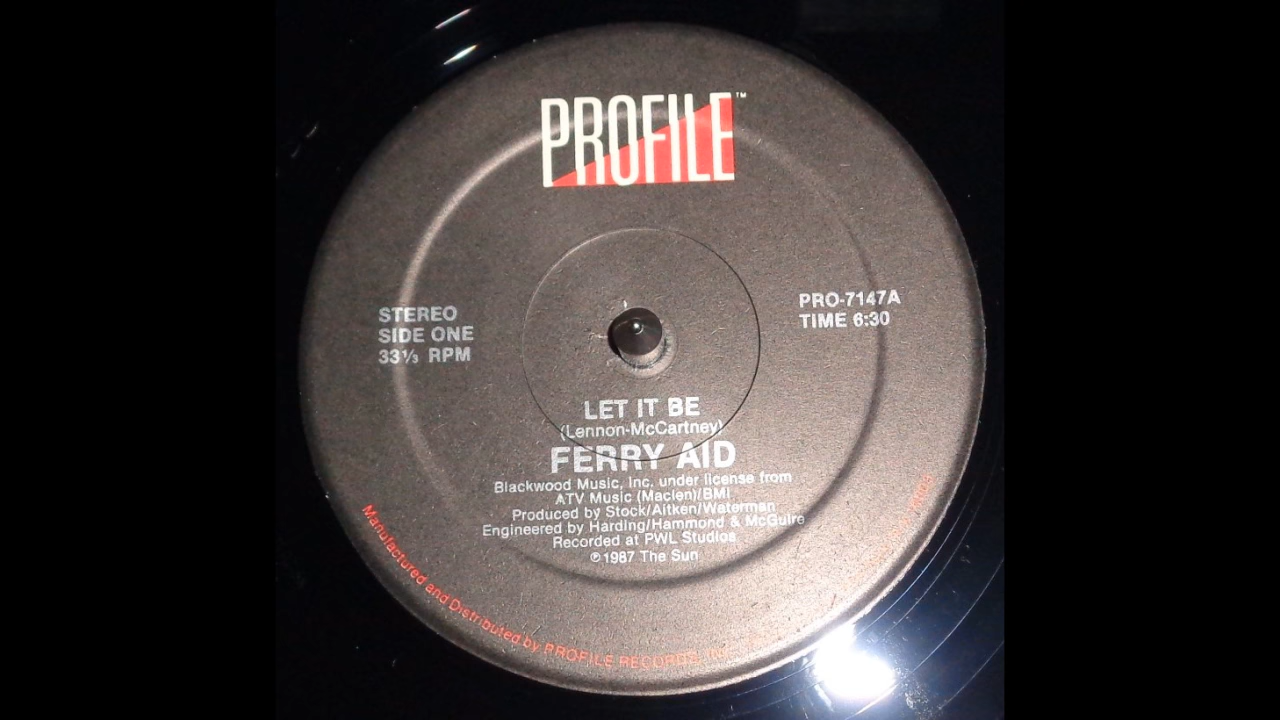 PROFILE™
STEREO
SIDE ONE
33⅓ RPM
PRO-7147A
TIME 6:30
LET IT BE
(Lennon-McCartney)
FERRY AID
Blackwood Music, Inc. under license from
ATV Music (Maclen)/BMI
Produced by Stock/Aitken/Waterman
Engineered by Harding/Hammond & McGuire
Recorded at PWL Studios
℗1987 The Sun
Manufactured and Distributed by PROFILE RECORDS, INC.